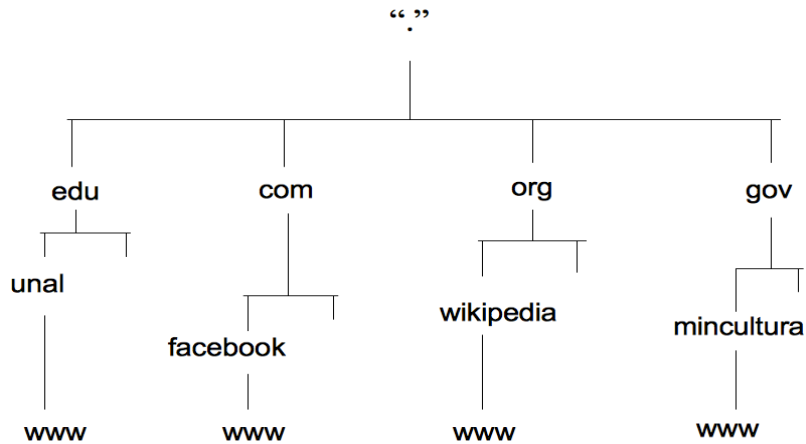 “.”
edu com org gov
unal
wikipedia
mincultura
facebook
www www www www